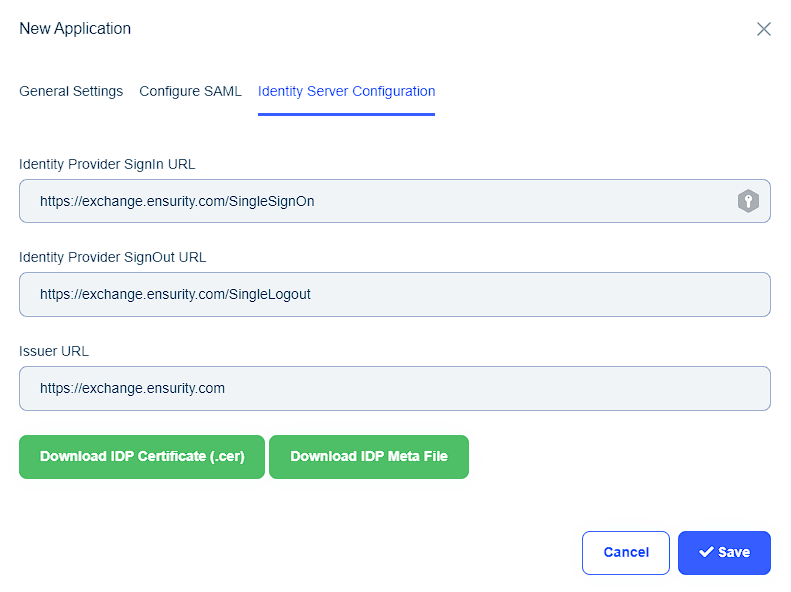 New Application
General Settings Configure SAML Identity Server Configuration
Identity Provider SignIn URL
https://exchange.ensurity.com/SingleSignOn
Identity Provider SignOut URL
https://exchange.ensurity.com/SingleLogout
Issuer URL
https://exchange.ensurity.com
Download IDP Certificate (.cer) Download IDP Meta File
Cancel Save